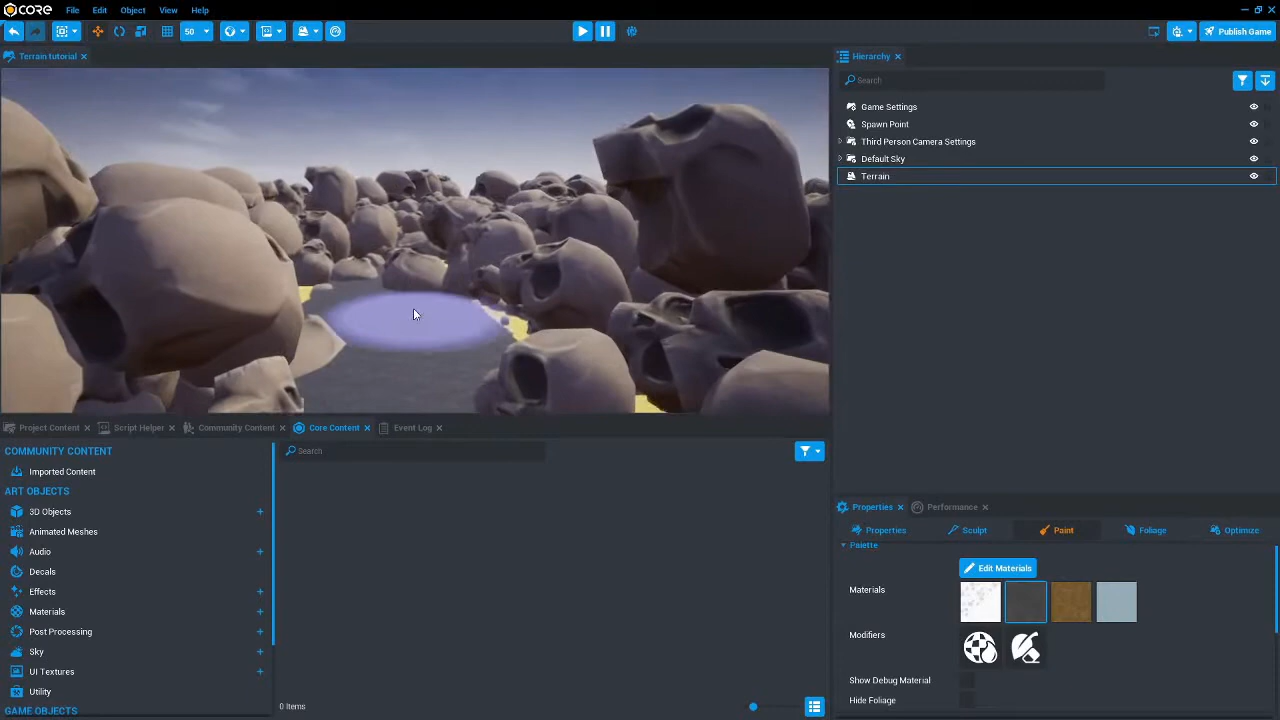 CORE
File
Edit
Object
View
Help
50
Publish Game
Terrain tutorial
Hierarchy
Search
Game Settings
Spawn Point
Third Person Camera Settings
Default Sky
Terrain
Project Content
Script Helper
Community Content
Core Content
Event Log
COMMUNITY CONTENT
Imported Content
ART OBJECTS
3D Objects
Animated Meshes
Audio
Decals
Effects
Materials
Post Processing
Sky
UI Textures
Utility
GAME OBJECTS
Search
0 Items
Properties
Performance
Properties
Sculpt
Paint
Foliage
Optimize
Palette
Edit Materials
Materials
Modifiers
Show Debug Material
Hide Foliage